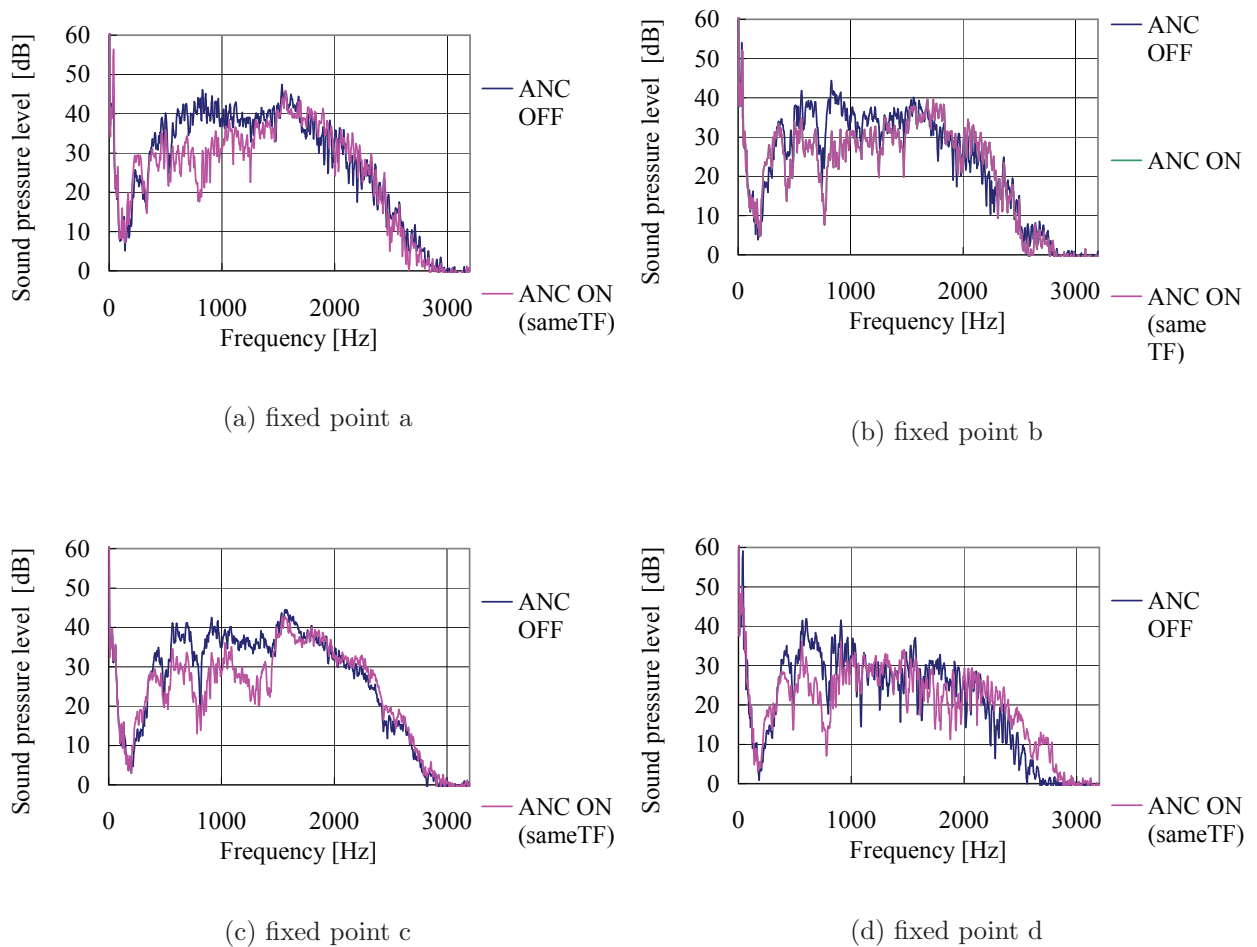 Sound pressure level [dB]
60
50
40
30
20
10
0
0 1000 2000 3000
Frequency [Hz]
ANC
OFF
ANC ON
(sameTF)
(a) fixed point a
Sound pressure level [dB]
60
50
40
30
20
10
0
0 1000 2000 3000
Frequency [Hz]
ANC
OFF
ANC ON
ANC ON
(same
TF)
(b) fixed point b
Sound pressure level [dB]
60
50
40
30
20
10
0
0 1000 2000 3000
Frequency [Hz]
ANC
OFF
ANC ON
(sameTF)
(c) fixed point c
Sound pressure level [dB]
60
50
40
30
20
10
0
0 1000 2000 3000
Frequency [Hz]
ANC
OFF
ANC ON
(sameTF)
(d) fixed point d